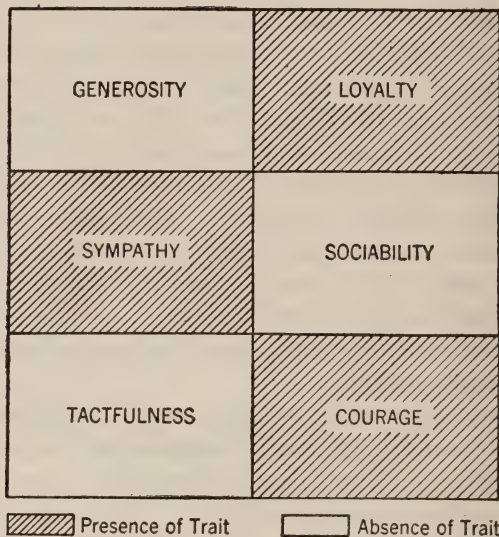 GENEROSITY LOYALTY
SYMPATHY SOCIABILITY
TACTFULNESS COURAGE
Presence of Trait Absence of Trait